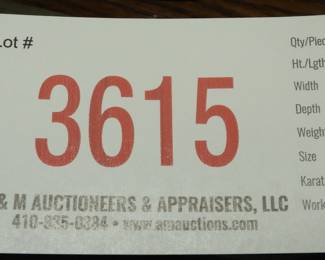 Lot #
3615
& M AUCTIONEERS & APPRAISERS, LLC
410-835-0384 • www.amauctions.com
Qty/Piec
Ht./Lgth
Width
Depth
Weight
Size
Karat
Work